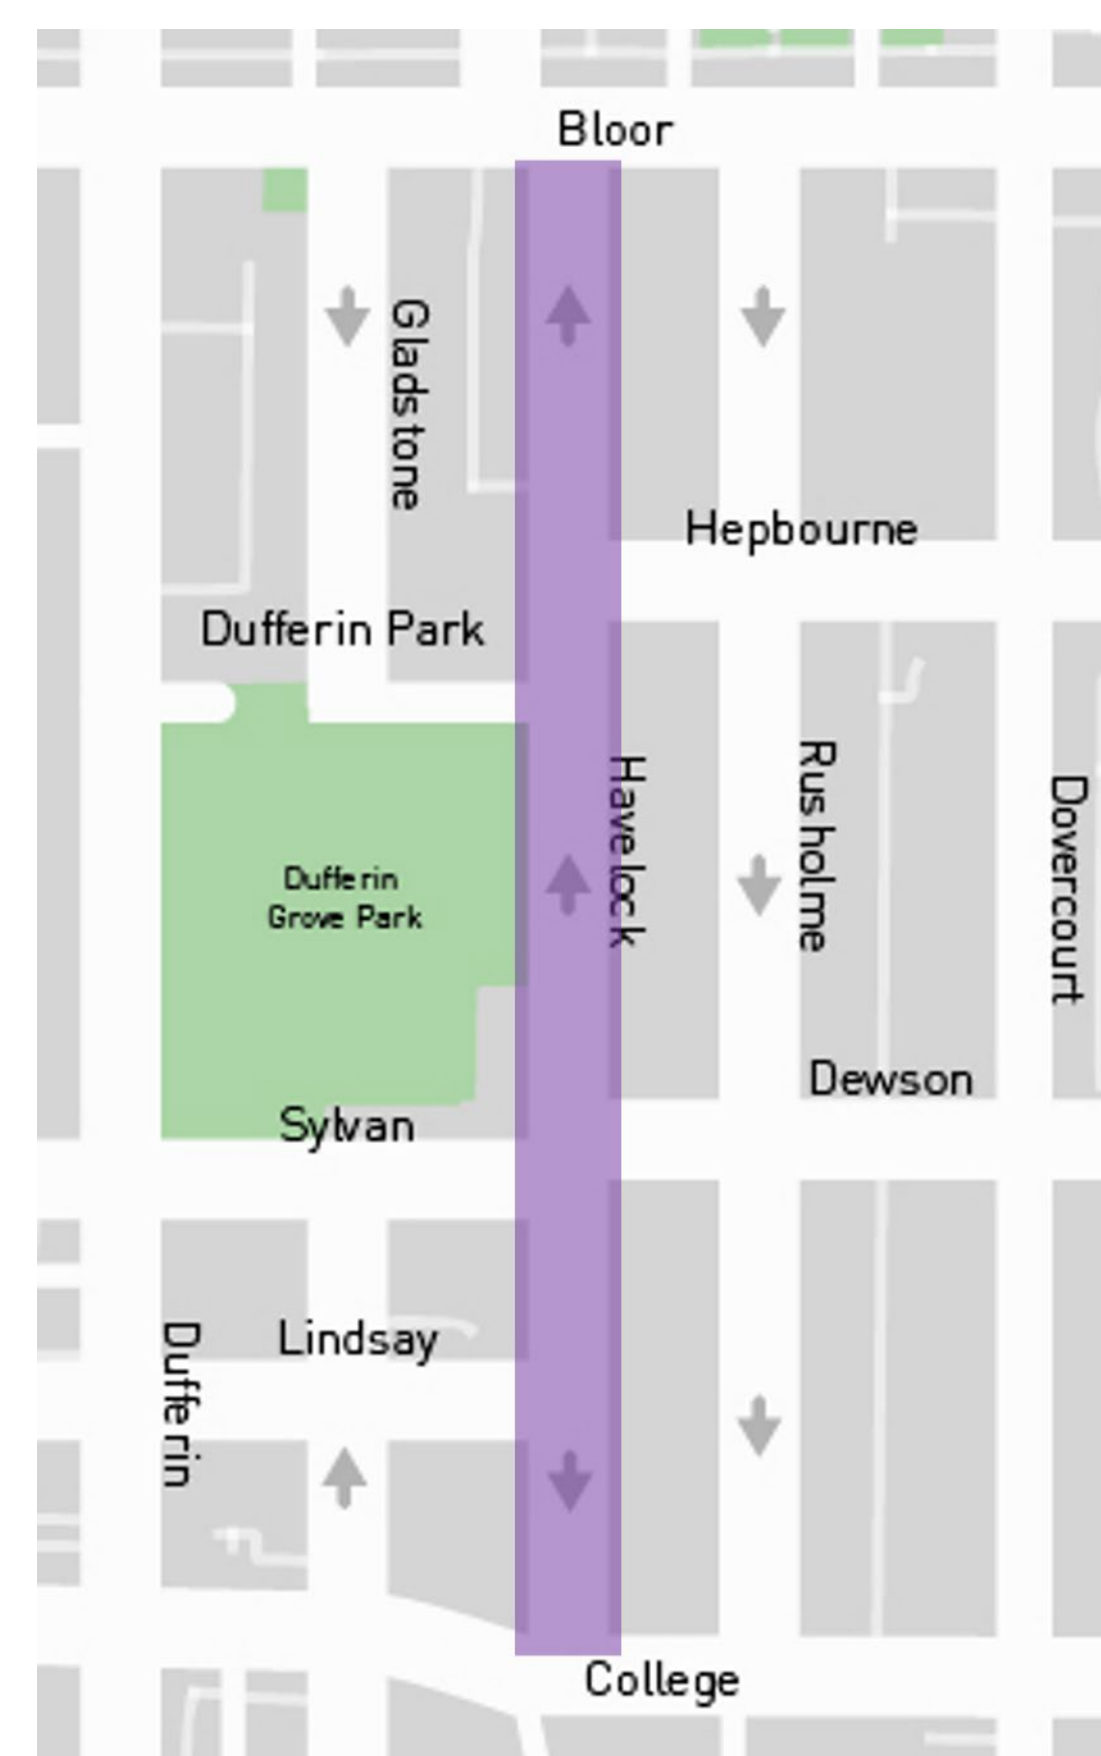 Bloor
Gladstone
Hepbourne
Dufferin Park
Havelock
Rusholme
Dovercourt
Dufferin
Grove Park
Dewson
Sylvan
Lindsay
Dufferin
College